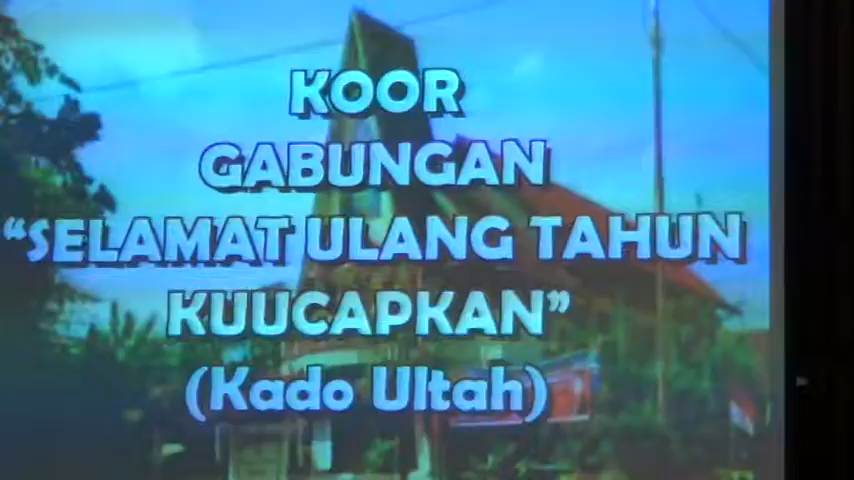 KOOR
GABUNGAN
“SELAMAT ULANG TAHUN
KUUCAPKAN”
(Kado Ultah)